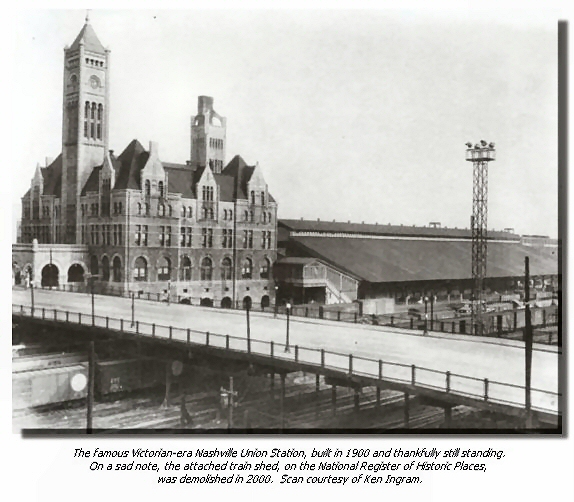 The famous Victorian-era Nashville Union Station, built in 1900 and thankfully still standing.
On a sad note, the attached train shed, on the National Register of Historic Places,
was demolished in 2000.  Scan courtesy of Ken Ingram.